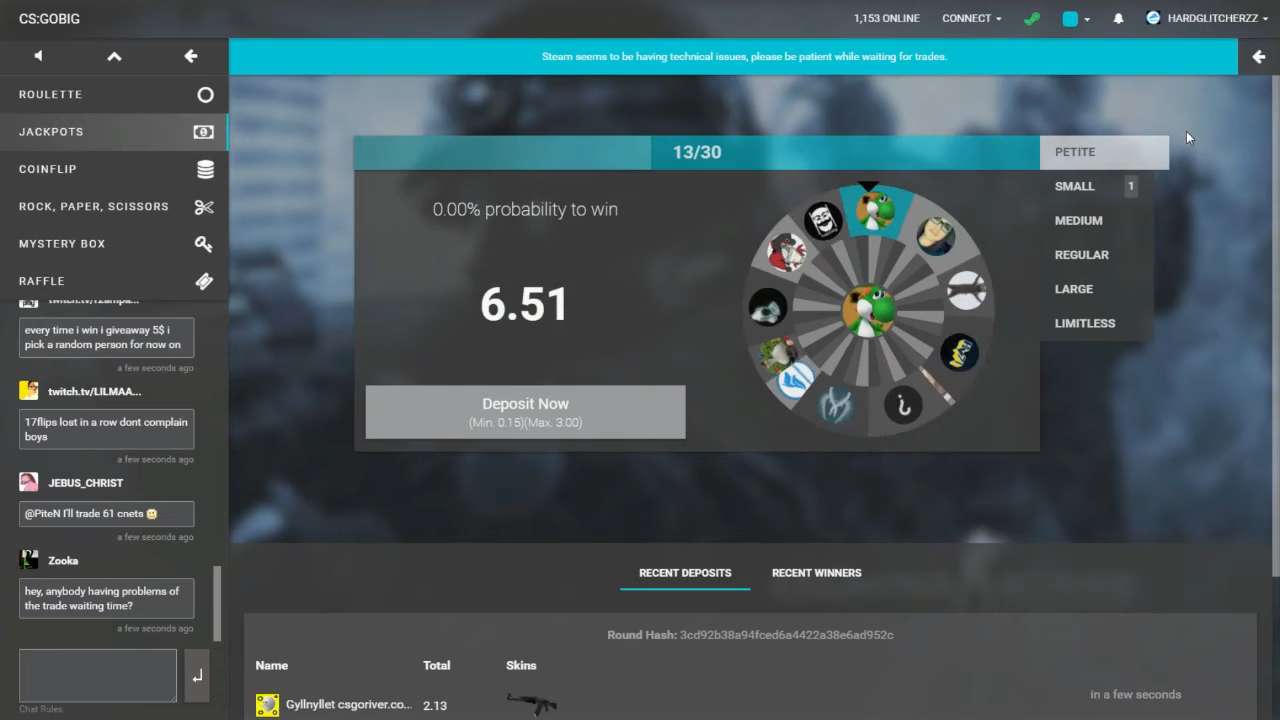 CS:GOBIG
1,153 ONLINE
CONNECT
HARDGLITCHERZZ
Steam seems to be having technical issues, please be patient while waiting for trades.
ROULETTE
JACKPOTS
COINFLIP
ROCK, PAPER, SCISSORS
MYSTERY BOX
RAFFLE
every time i win i giveaway 5$ i
pick a random person for now on
a few seconds ago
twitch.tv/LILMAA...
17flips lost in a row dont complain
boys
a few seconds ago
JEBUS_CHRIST
@PiteN I'll trade 61 cnets
a few seconds ago
Zooka
hey, anybody having problems of
the trade waiting time?
a few seconds ago
Chat Rules
13/30
0.00% probability to win
6.51
Deposit Now
(Min. 0.15)(Max. 3.00)
PETITE
SMALL 1
MEDIUM
REGULAR
LARGE
LIMITLESS
RECENT DEPOSITS
RECENT WINNERS
Round Hash: 3cd92b38a94fced6a4422a38e6ad952c
Name Total Skins
Gyllnyllet csgoriver.co... 2.13
in a few seconds